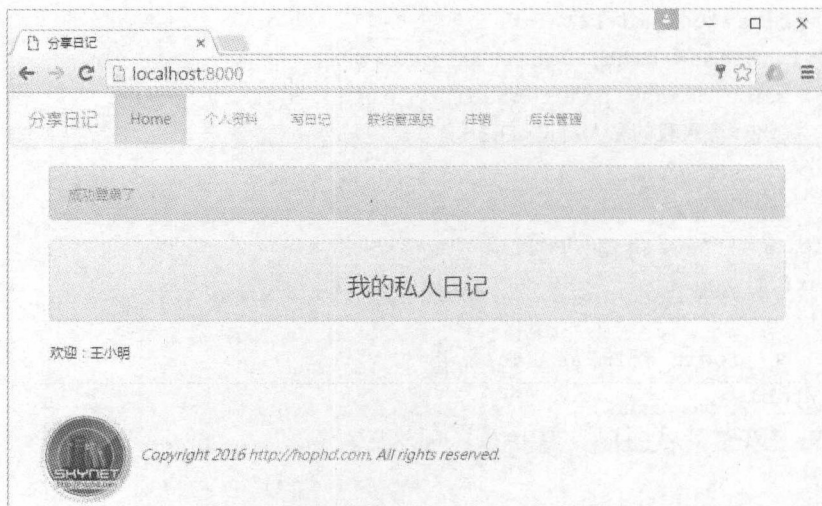 分享日记
localhost:8000
分享日记 Home 个人资料 写日记 联络管理员 注销 后台管理
成功登录了
我的私人日记
欢迎：王小明
SKYNET
Copyright 2016 http://hophd.com. All rights reserved.